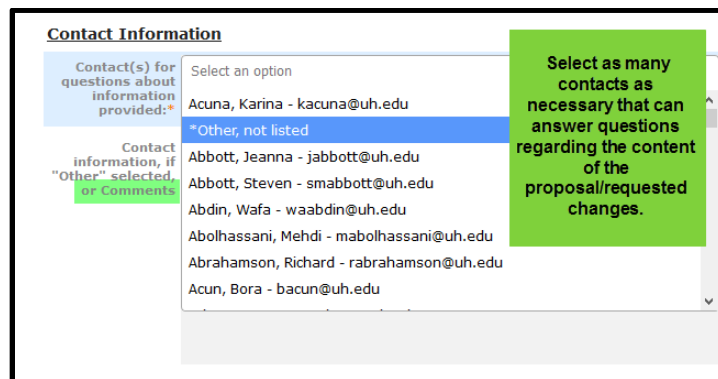 Contact Information
Contact(s) for
questions about
information
provided:*
Select an option
Acuna, Karina - kacuna@uh.edu
*Other, not listed
Abbott, Jeanna - jabbott@uh.edu
Abbott, Steven - smabbott@uh.edu
Abdin, Wafa - waabdin@uh.edu
Abolhassani, Mehdi - mabolhassani@uh.edu
Abrahamson, Richard - rabrahamson@uh.edu
Acun, Bora - bacun@uh.edu
Contact
information, if
"Other" selected,
or Comments
Select as many
contacts as
necessary that can
answer questions
regarding the content
of the
proposal/requested
changes.